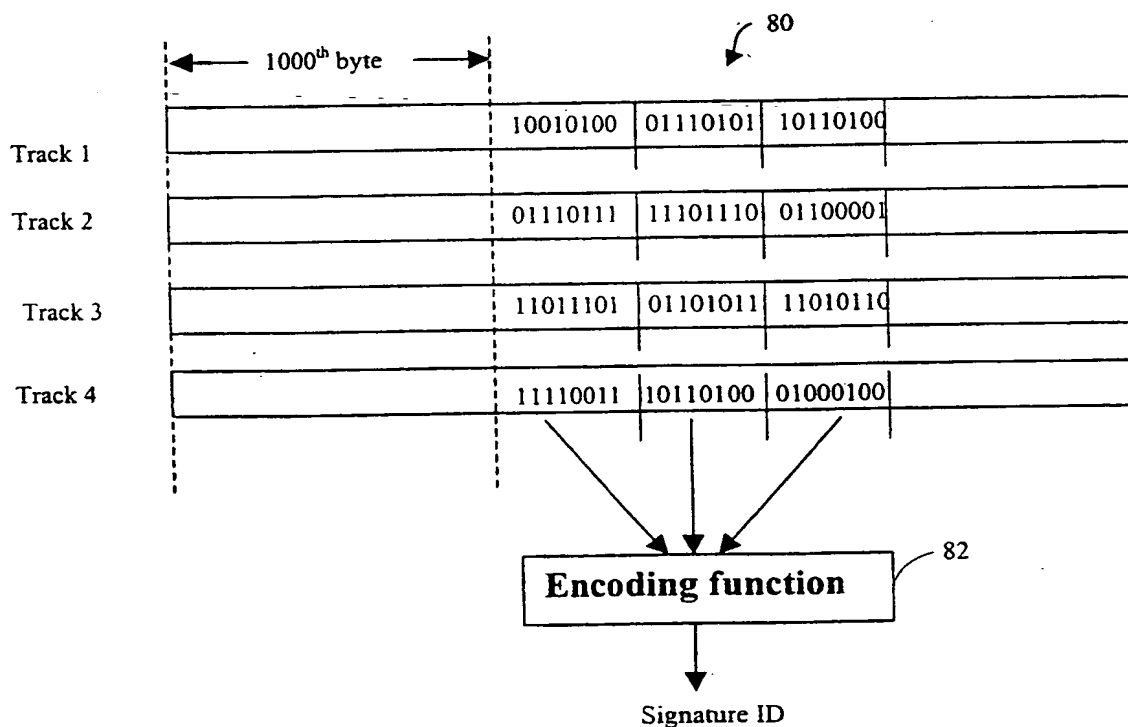 80
1000th byte
Track 1 10010100 01110101 10110100
Track 2 01110111 11101110 01100001
Track 3 11011101 01101011 11010110
Track 4 11110011 10110100 01000100
Encoding function 82
Signature ID